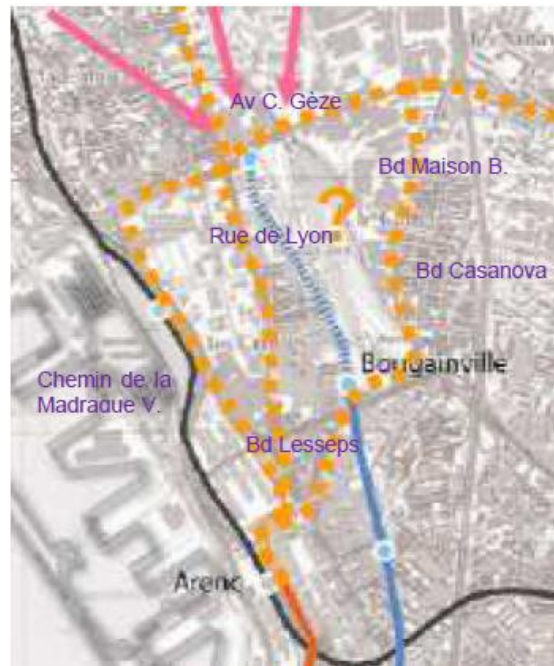 Av C. Gèze
Bd Maison B.
?
Rue de Lyon
Bd Casanova
Bougainville
Chemin de la
Madrague V.
Bd Lesseps
Arenc